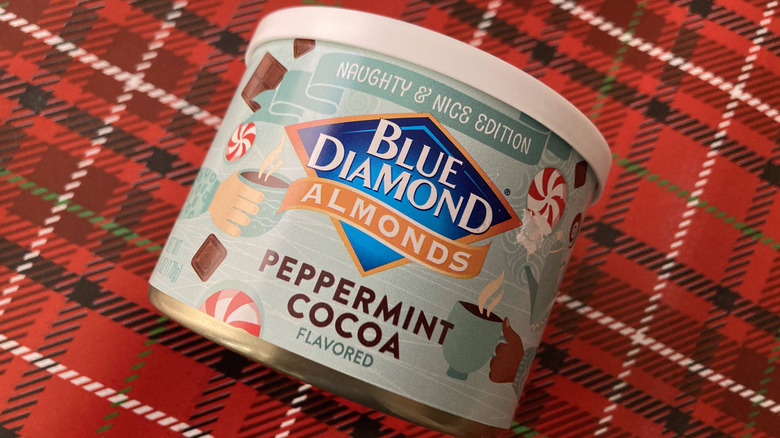 NAUGHTY & NICE EDITION
BLUE
DIAMOND®
ALMONDS
PEPPERMINT
COCOA
FLAVORED